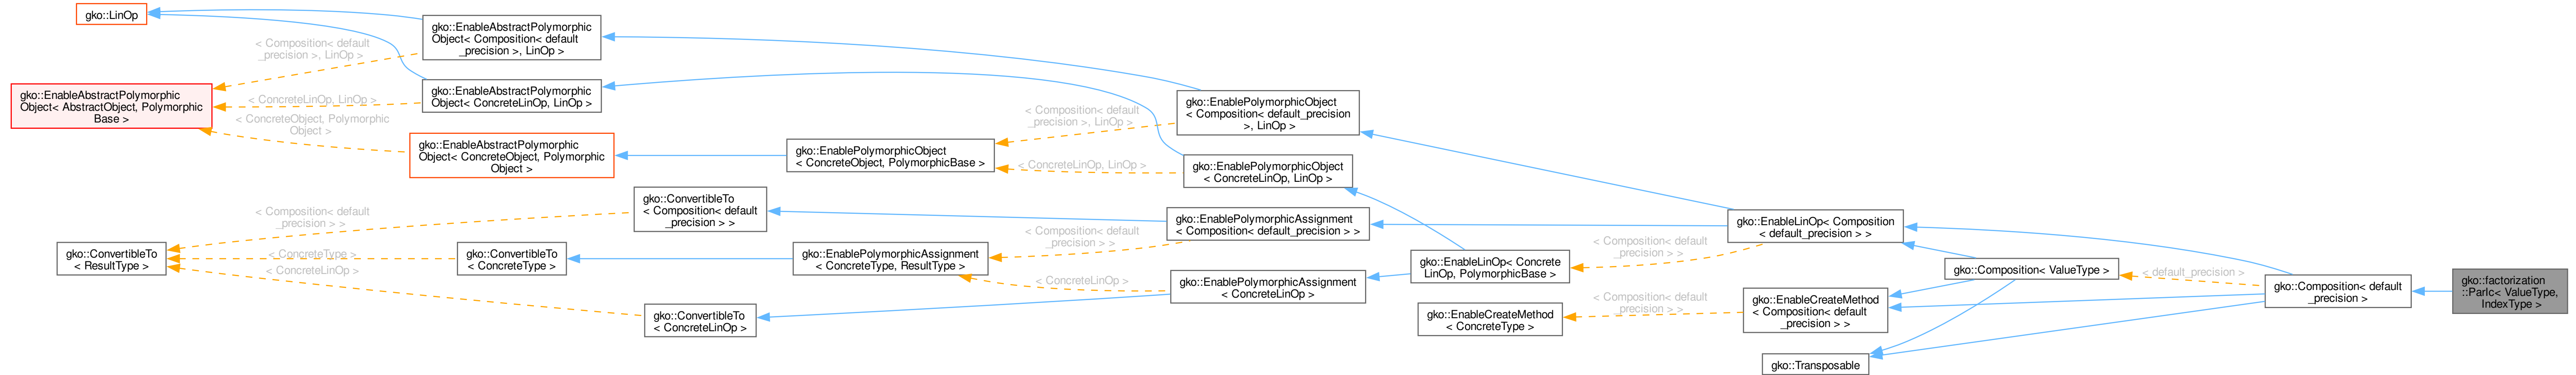 gko::LinOp
gko::EnableAbstractPolymorphic
Object< Composition< default
_precision >, LinOp >
< Composition< default
_precision >, LinOp >
gko::EnableAbstractPolymorphic
Object< AbstractObject, Polymorphic
Base >
gko::EnableAbstractPolymorphic
Object< ConcreteLinOp, LinOp >
< ConcreteLinOp, LinOp >
< ConcreteObject, Polymorphic
Object >
gko::EnableAbstractPolymorphic
Object< ConcreteObject, Polymorphic
Object >
gko::EnablePolymorphicObject
< ConcreteObject, PolymorphicBase >
< Composition< default
_precision >, LinOp >
gko::EnablePolymorphicObject
< Composition< default_precision
>, LinOp >
< ConcreteLinOp, LinOp >
gko::EnablePolymorphicObject
< ConcreteLinOp, LinOp >
gko::ConvertibleTo
< Composition< default
_precision > >
< Composition< default
_precision > >
gko::ConvertibleTo
< ResultType >
< ConcreteType >
< ConcreteLinOp >
gko::ConvertibleTo
< ConcreteType >
gko::ConvertibleTo
< ConcreteLinOp >
gko::EnablePolymorphicAssignment
< ConcreteType, ResultType >
< Composition< default
_precision > >
< ConcreteLinOp >
gko::EnablePolymorphicAssignment
< Composition< default_precision > >
gko::EnablePolymorphicAssignment
< ConcreteLinOp >
gko::EnableLinOp< Concrete
LinOp, PolymorphicBase >
< Composition< default
_precision > >
gko::EnableLinOp< Composition
< default_precision > >
gko::EnableCreateMethod
< ConcreteType >
< Composition< default
_precision > >
gko::EnableCreateMethod
< Composition< default
_precision > >
gko::Composition< ValueType >
gko::Transposable
< default_precision >
gko::Composition< default
_precision >
gko::factorization
::ParIc< ValueType,
IndexType >